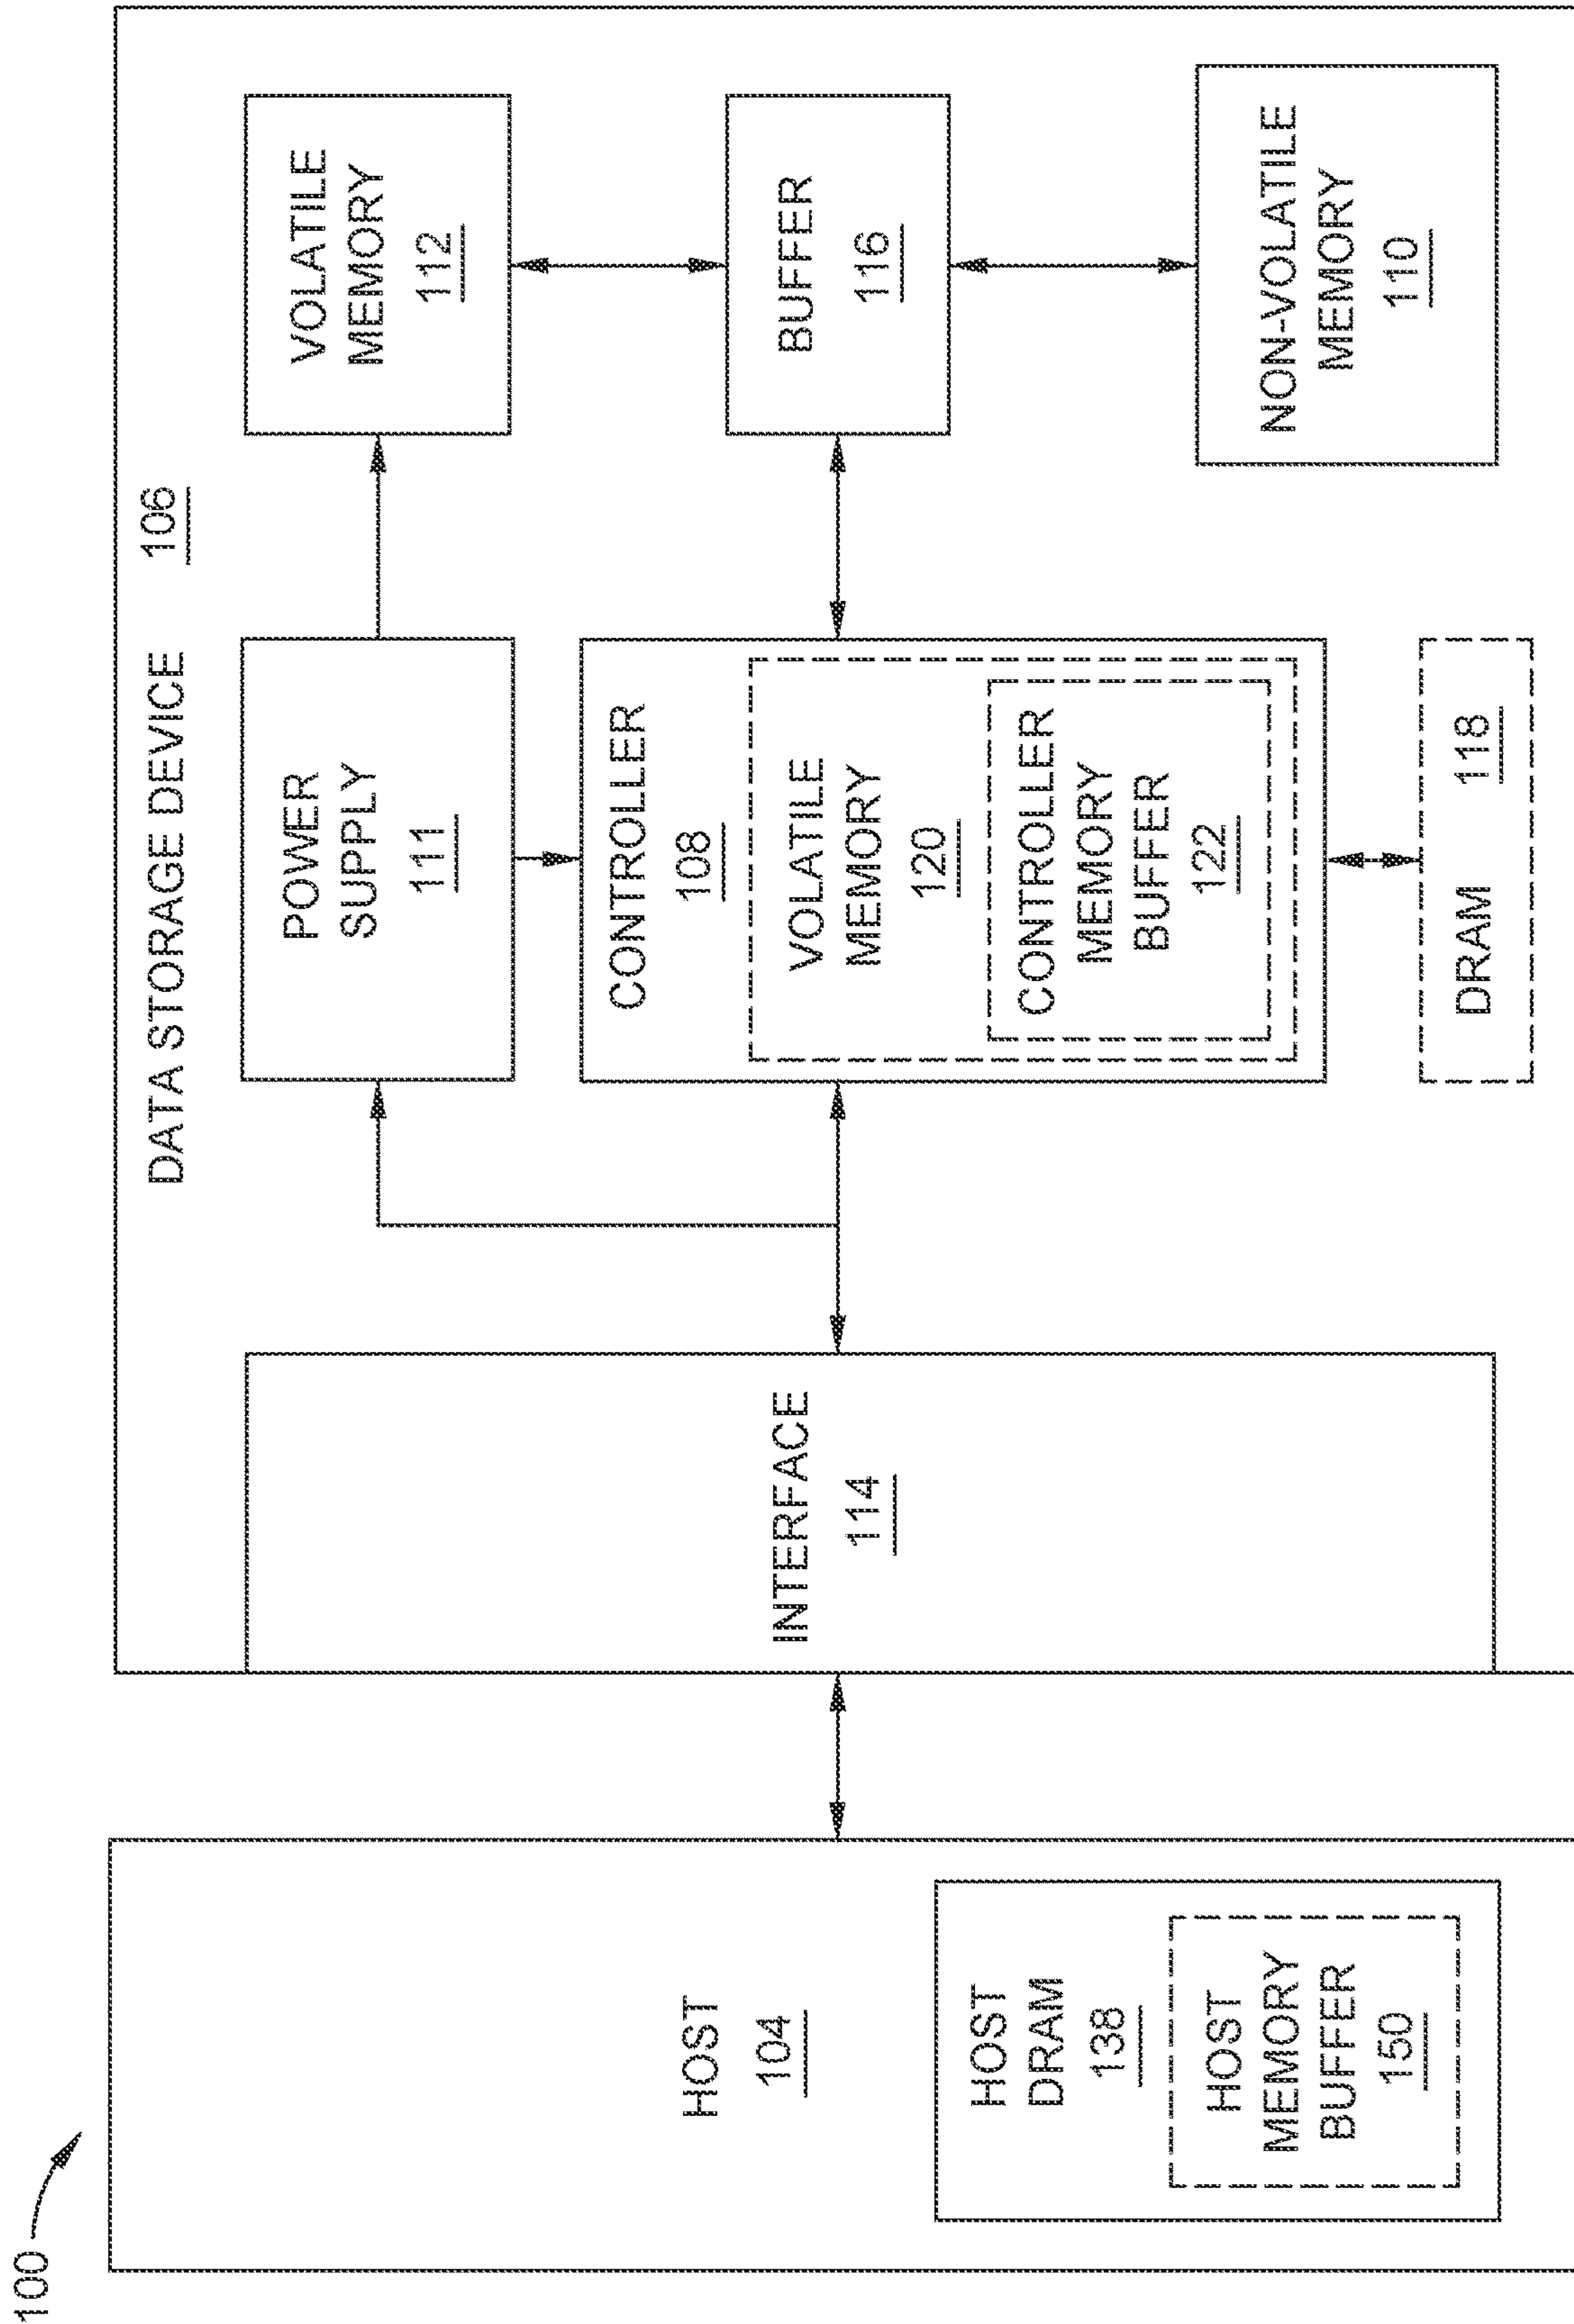 100
HOST
104
HOST
DRAM
138
HOST
MEMORY
BUFFER
150
INTERFACE
114
DATA STORAGE DEVICE 106
POWER
SUPPLY
111
CONTROLLER
108
VOLATILE
MEMORY
120
CONTROLLER
MEMORY
BUFFER
122
DRAM 118
VOLATILE
MEMORY
112
BUFFER
116
NON-VOLATILE
MEMORY
110